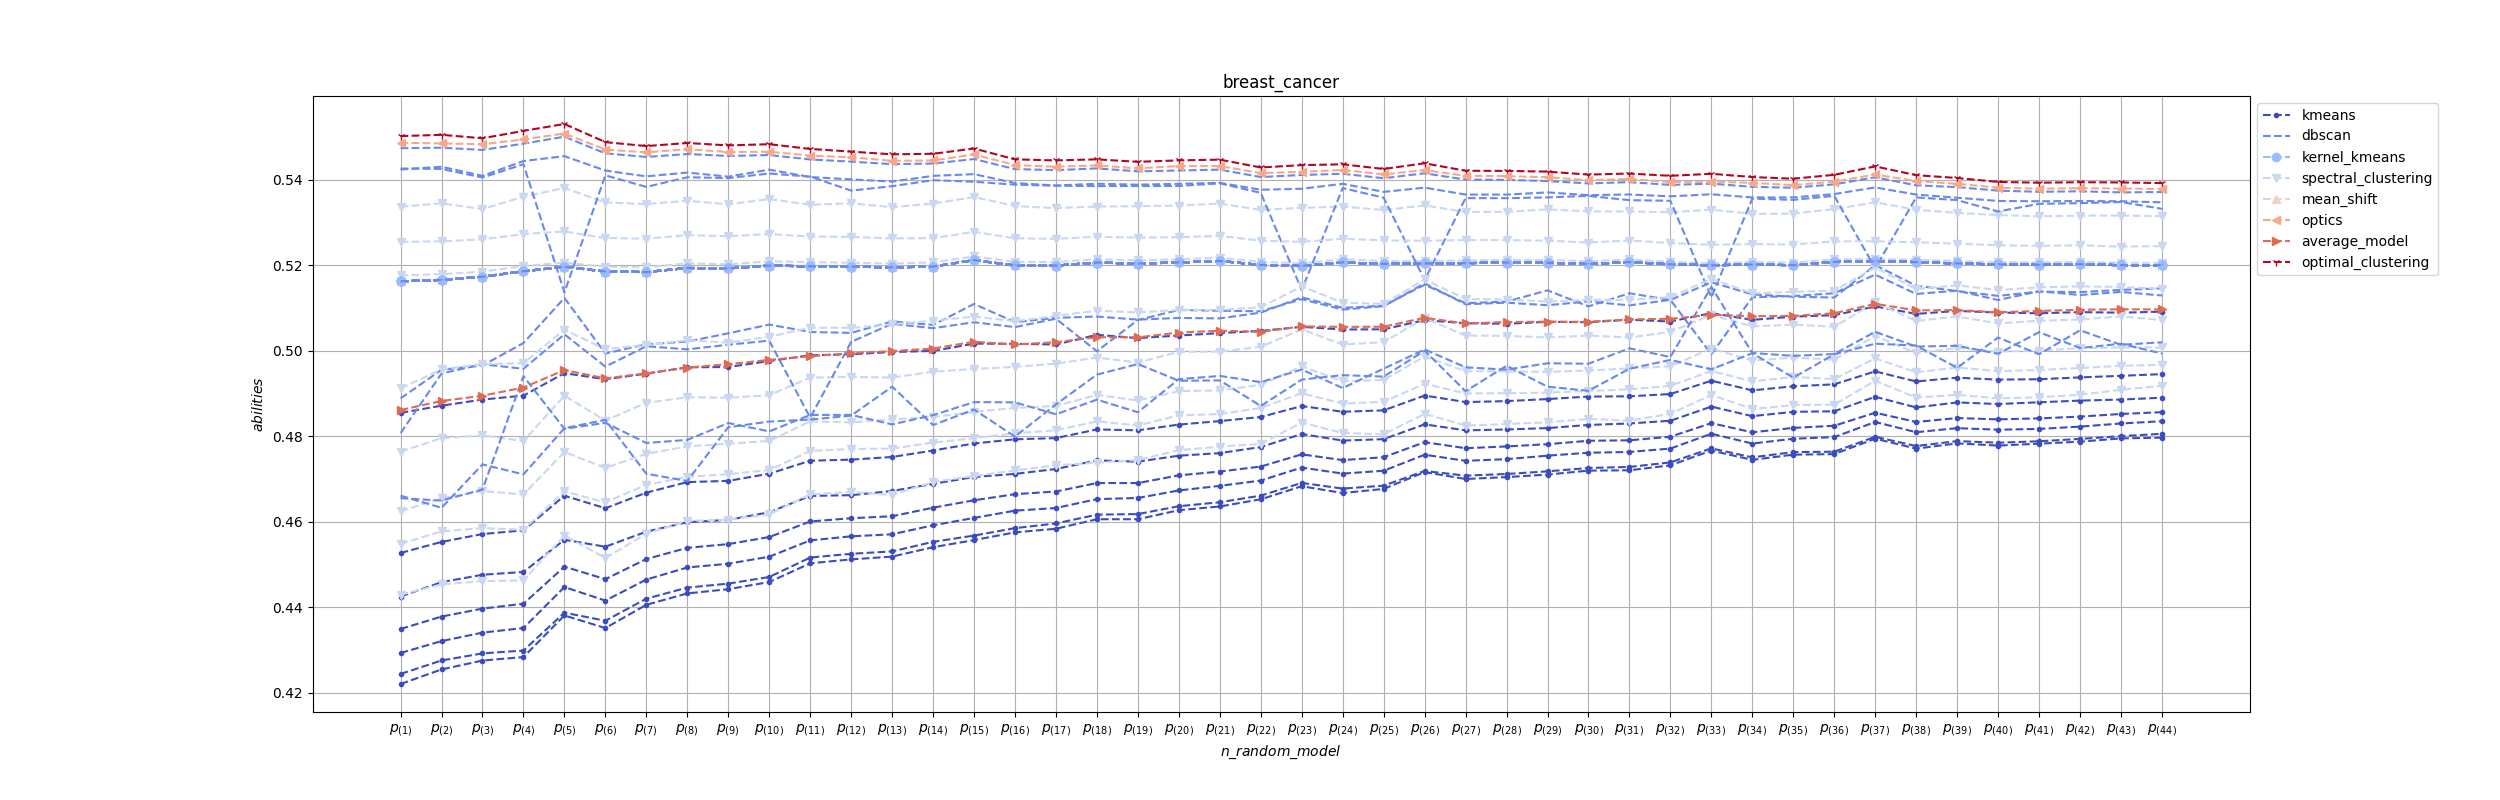 breast_cancer
kmeans
dbscan
kernel_kmeans
spectral_clustering
mean_shift
optics
average_model
optimal_clustering
abilities
0.54
0.52
0.50
0.48
0.46
0.44
0.42
p(1) p(2) p(3) p(4) p(5) p(6) p(7) p(8) p(9) p(10) p(11) p(12) p(13) p(14) p(15) p(16) p(17) p(18) p(19) p(20) p(21) p(22) p(23) p(24) p(25) p(26) p(27) p(28) p(29) p(30) p(31) p(32) p(33) p(34) p(35) p(36) p(37) p(38) p(39) p(40) p(41) p(42) p(43) p(44)
n_random_model